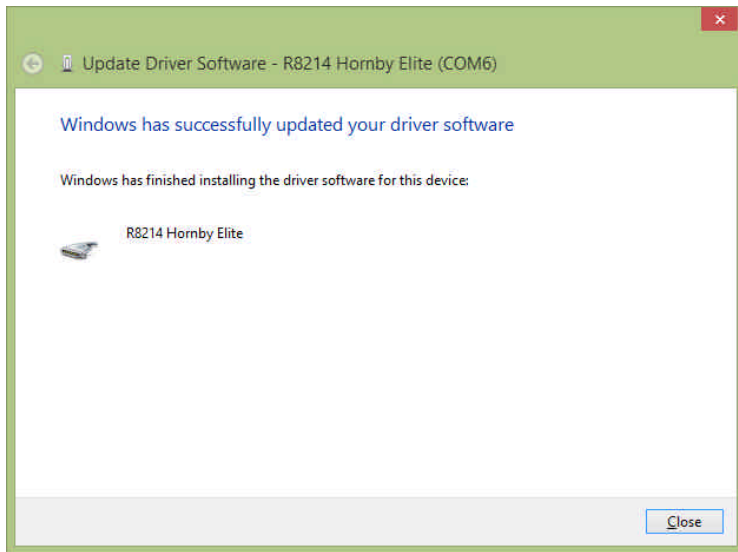 Update Driver Software - R8214 Hornby Elite (COM6)
Windows has successfully updated your driver software
Windows has finished installing the driver software for this device:
R8214 Hornby Elite
Close